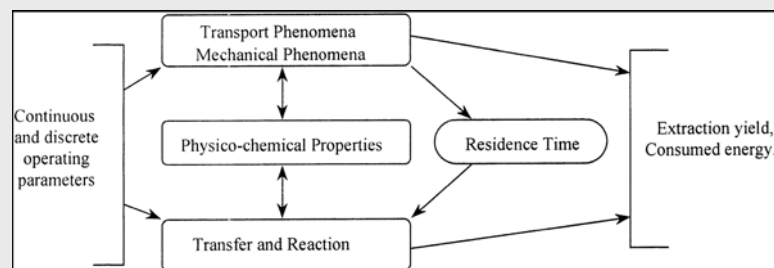 Transport Phenomena
Mechanical Phenomena
Continuous
and discrete
operating
parameters
Physico-chemical Properties
Residence Time
Extraction yield,
Consumed energy.
Transfer and Reaction